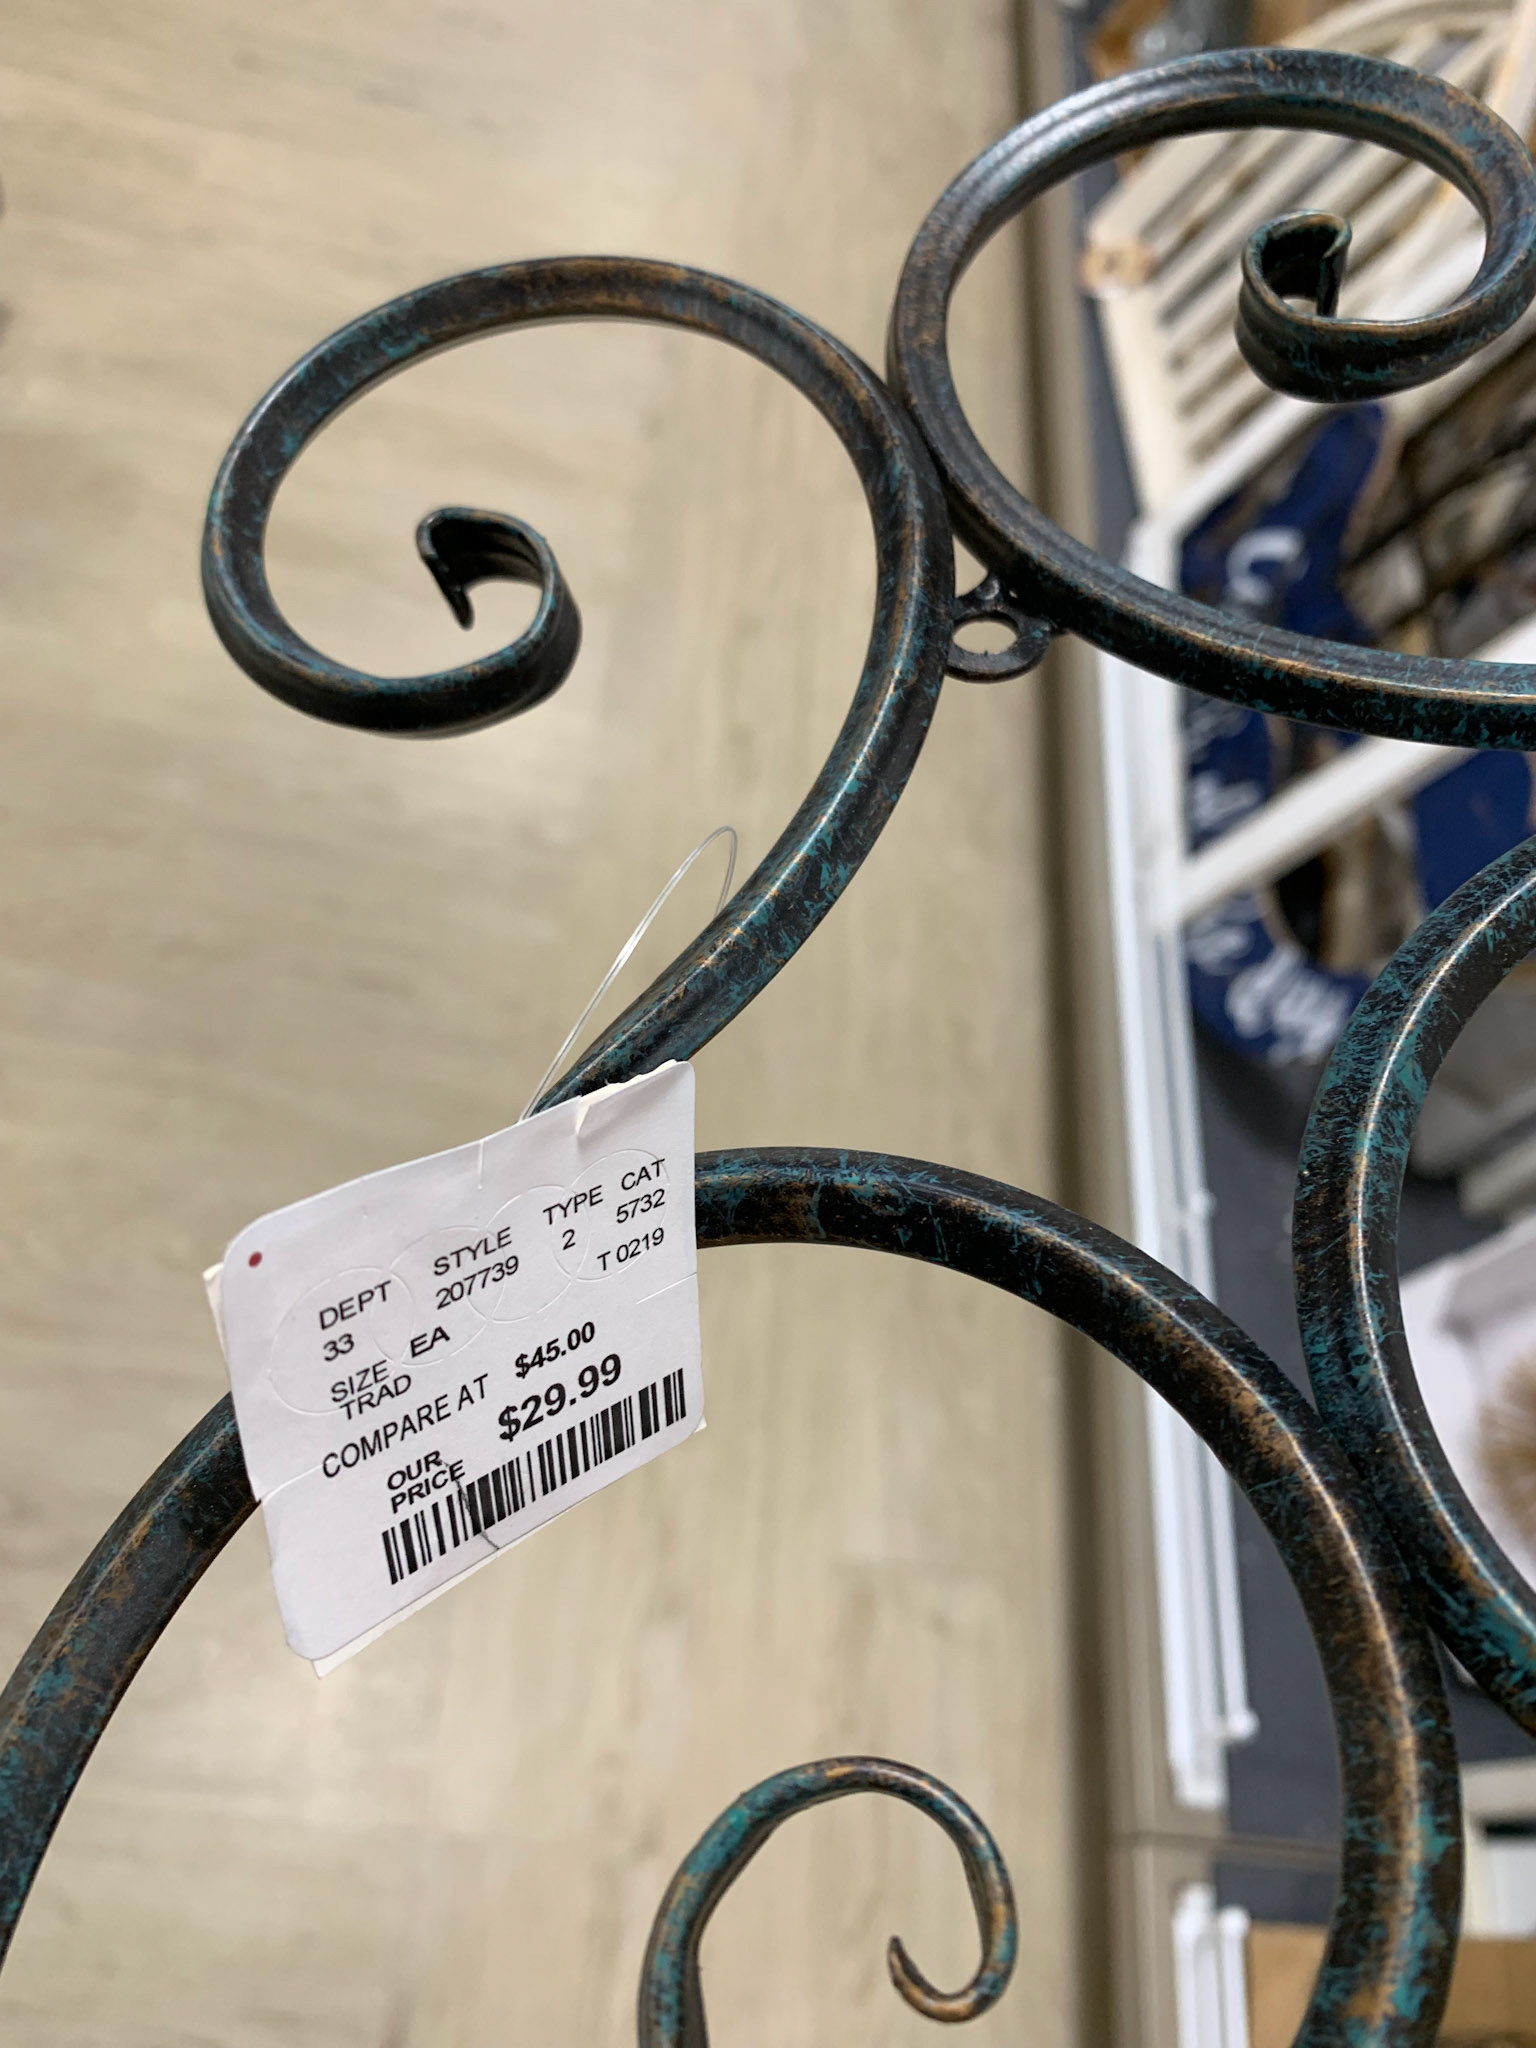 DEPT STYLE TYPE CAT
33 207739 2 5732
SIZE EA T 0219
TRAD
COMPARE AT $45.00
OUR PRICE $29.99